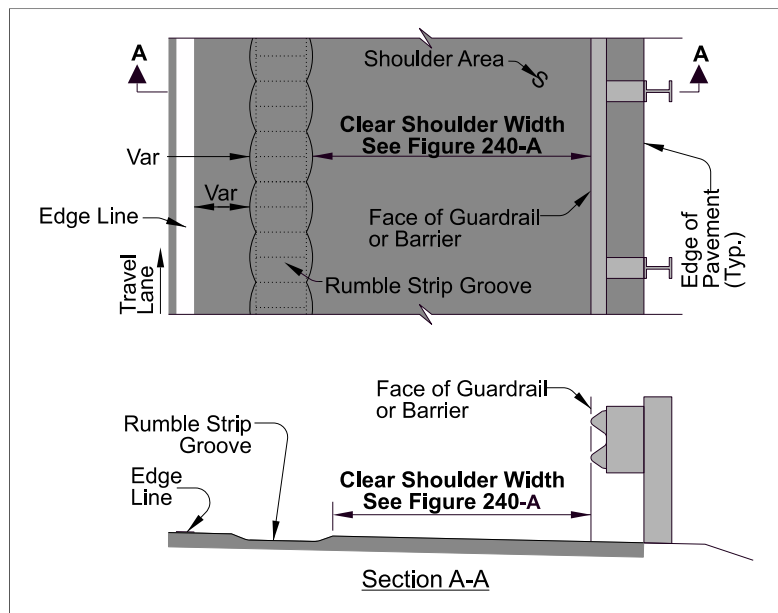 A
A
Shoulder Area
S
Clear Shoulder Width
See Figure 240-A
Var
Var
Edge Line
Face of Guardrail
or Barrier
Rumble Strip Groove
Travel
Lane
Edge of
Pavement
(Typ.)
Face of Guardrail
or Barrier
Rumble Strip
Groove
Edge
Line
Clear Shoulder Width
See Figure 240-A
Section A-A